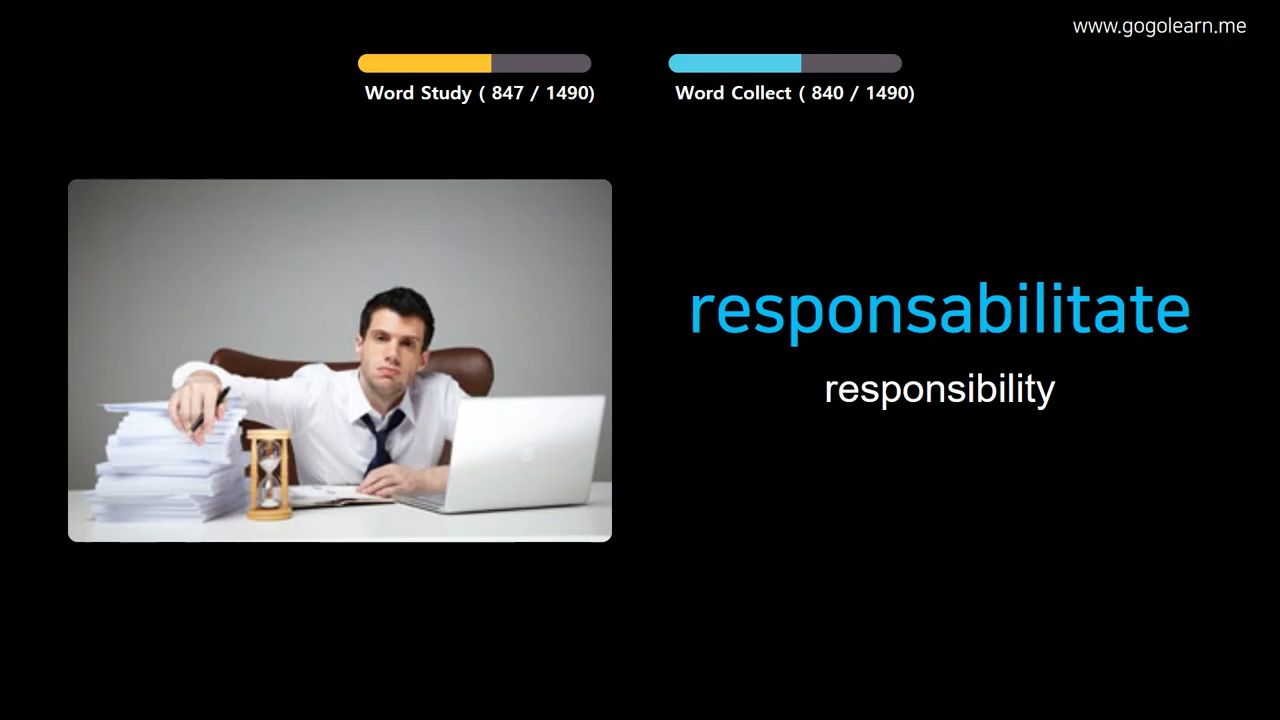 www.gogolearn.me
Word Study ( 847 / 1490)
Word Collect ( 840 / 1490)
responsabilitate
responsibility